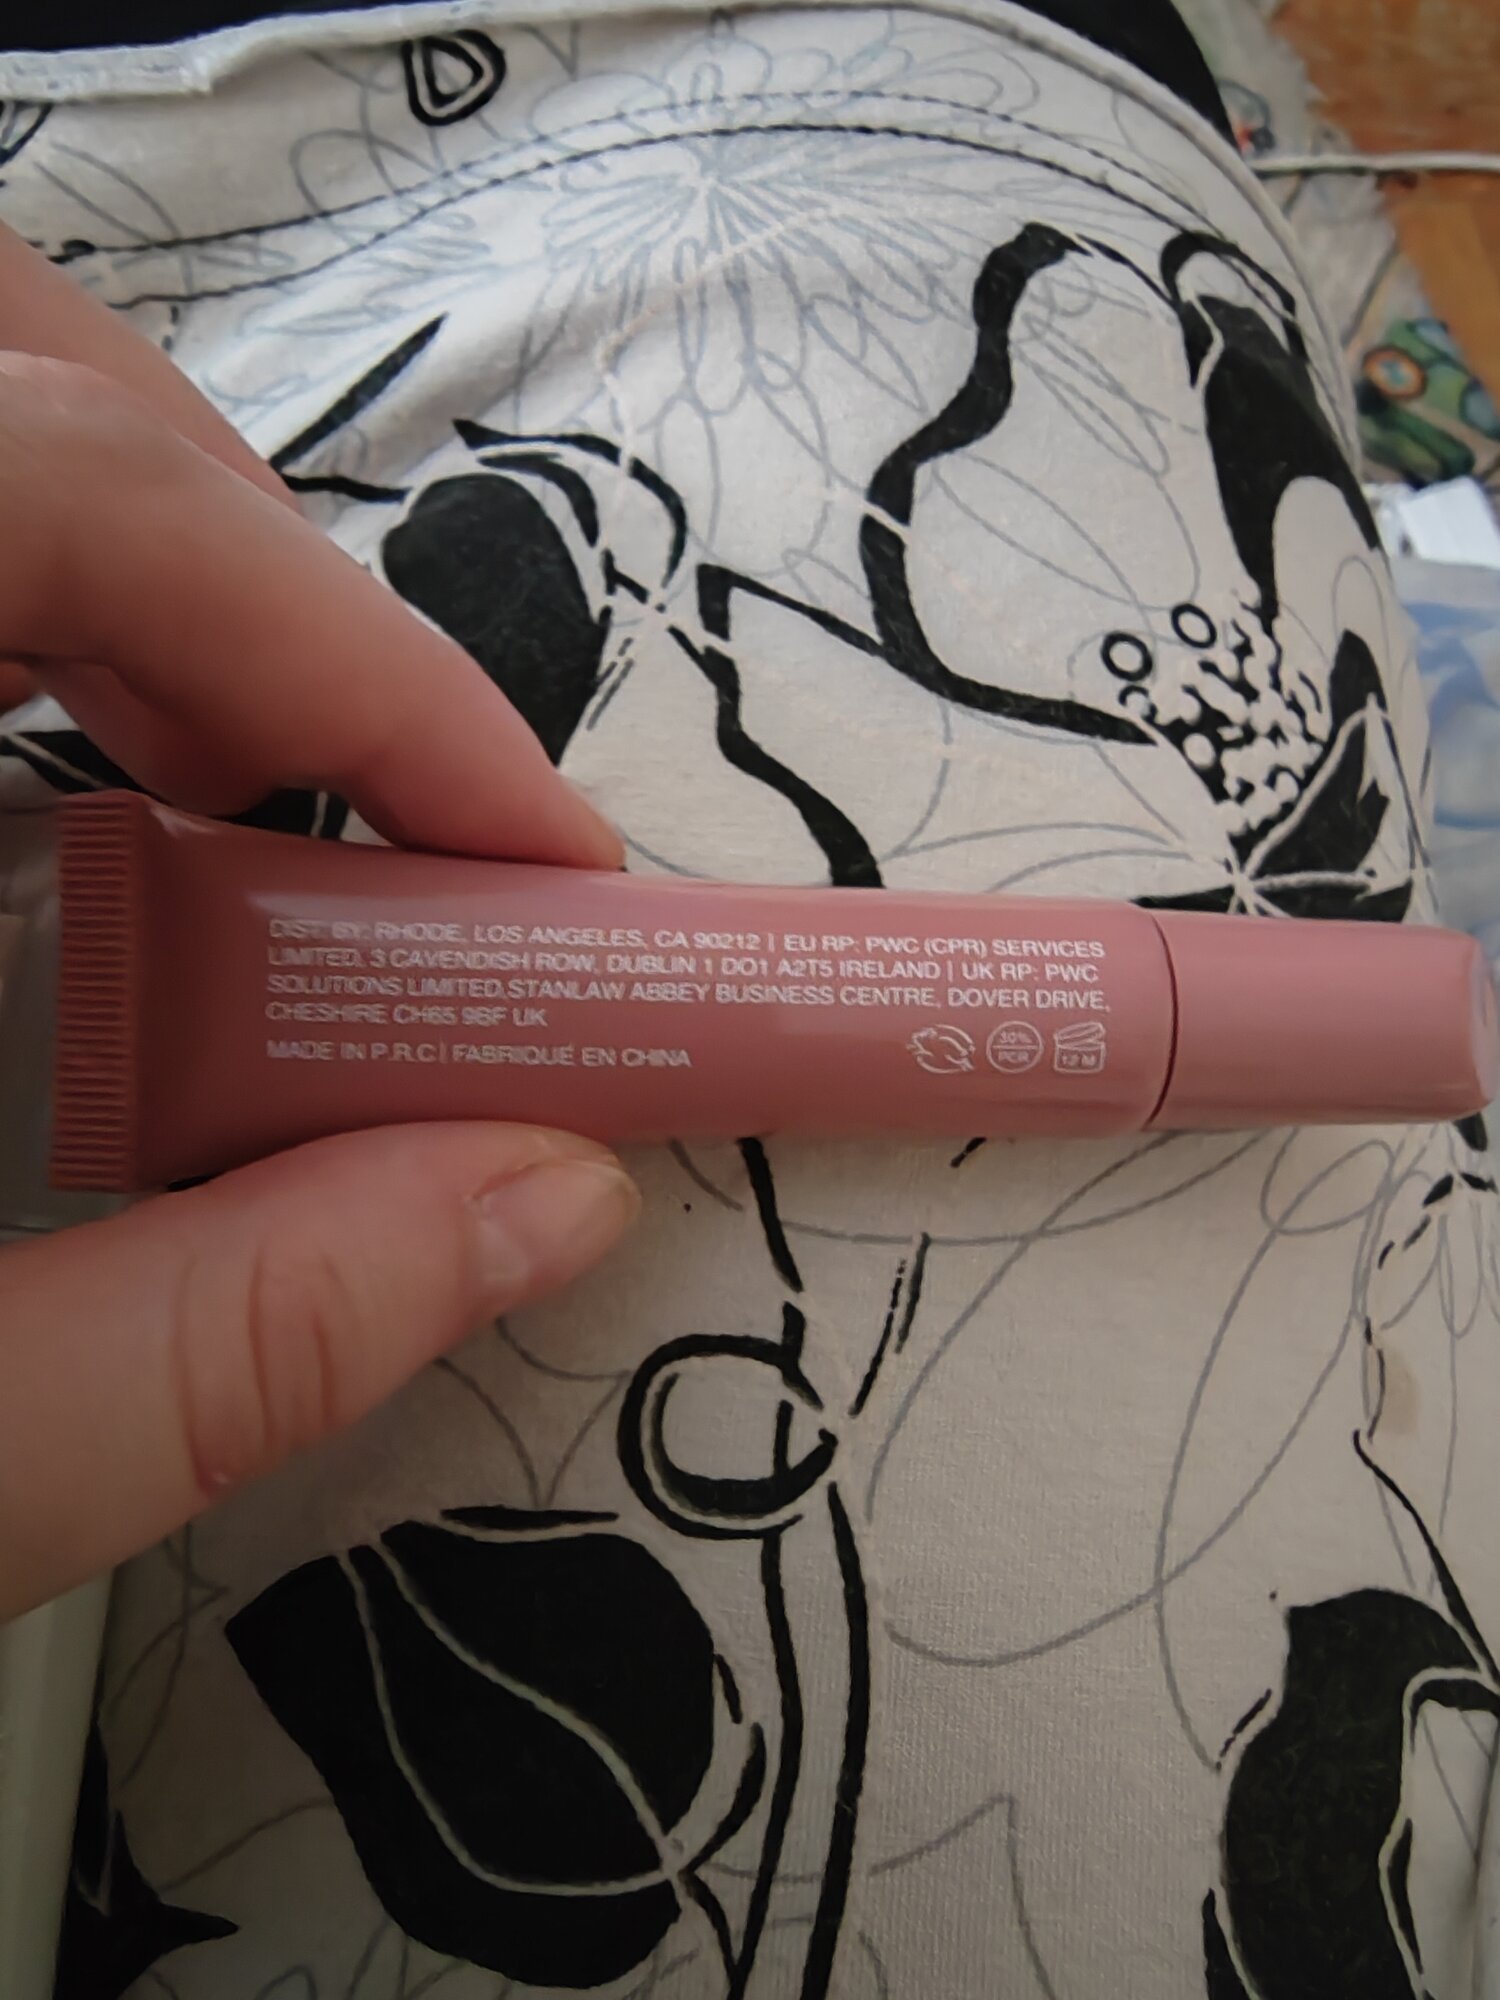 DIST. BY: RHODE, LOS ANGELES, CA 90212 | EU RP: PWC (CPR) SERVICES
LIMITED, 3 CAVENDISH ROW, DUBLIN 1 DO1 A2T5 IRELAND | UK RP: PWC
SOLUTIONS LIMITED,STANLAW ABBEY BUSINESS CENTRE, DOVER DRIVE,
CHESHIRE CH65 9BF UK
MADE IN P.R.C | FABRIQUÉ EN CHINA
30% PCR
12 M